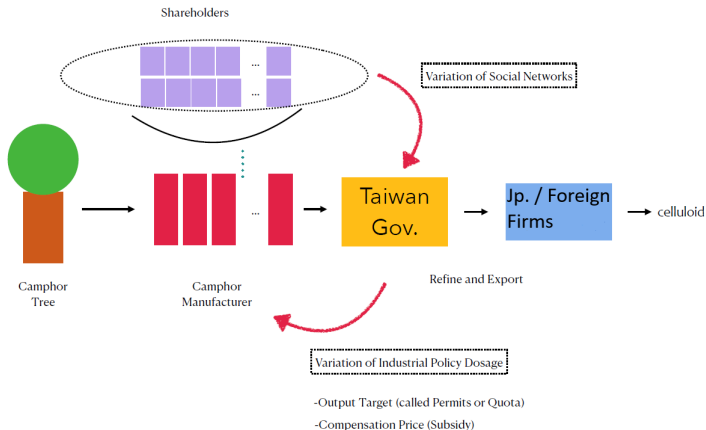 Shareholders
...
...
Variation of Social Networks
Taiwan
Gov.
Jp. / Foreign
Firms
celluloid
...
Camphor
Tree
Camphor
Manufacturer
Refine and Export
Variation of Industrial Policy Dosage
-Output Target (called Permits or Quota)
-Compensation Price (Subsidy)